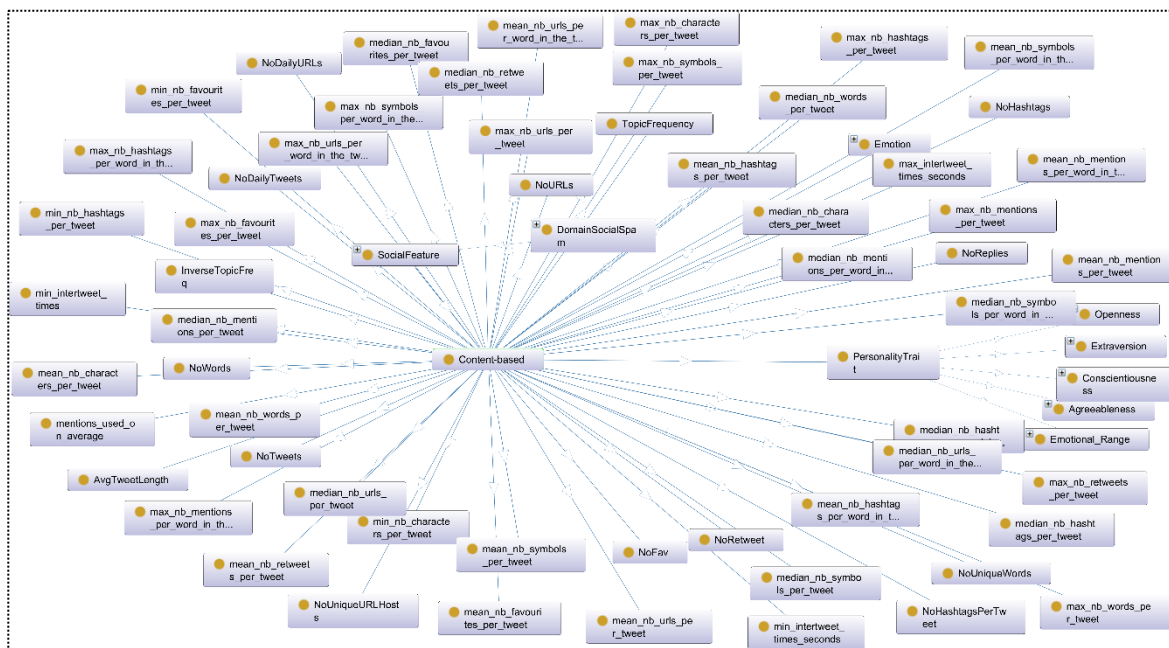 mean_nb_urls_pe
r_word_in_the_t...
max_nb_characte
rs_per_tweet
median_nb_favou
rites_per_tweet
max_nb_hashtags
_per_tweet
mean_nb_symbols
_per_word_in_th...
NoDailyURLs
median_nb_retwe
ets_per_tweet
max_nb_symbols_
per_tweet
min_nb_favourit
es_per_tweet
max_nb_symbols_
per_word_in_the...
median_nb_words
_per_tweet
NoHashtags
TopicFrequency
max_nb_urls_per
_tweet
max_nb_urls_per
_word_in_the_tw...
Emotion
max_nb_hashtags
_per_word_in_th...
mean_nb_hashtag
s_per_tweet
max_intertweet_
times_seconds
mean_nb_mention
s_per_word_in_t...
NoDailyTweets
NoURLs
min_nb_hashtags
_per_tweet
max_nb_favourit
es_per_tweet
median_nb_chara
cters_per_tweet
max_nb_mentions
_per_tweet
DomainSocialSpa
m
SocialFeature
NoReplies
InverseTopicFre
q
median_nb_menti
ons_per_word_in...
mean_nb_mention
s_per_tweet
min_intertweet_
times
median_nb_symbo
ls_per_word_in_...
Openness
median_nb_menti
ons_per_tweet
Extraversion
Content-based
PersonalityTrai
t
NoWords
mean_nb_charact
ers_per_tweet
Conscientiousne
ss
Agreeableness
mentions_used_o
n_average
mean_nb_words_p
er_tweet
median_nb_hasht
Emotional_Range
NoTweets
median_nb_urls_
per_word_in_the...
AvgTweetLength
max_nb_retweets
_per_tweet
median_nb_urls_
per_tweet
max_nb_mentions
_per_word_in_th...
mean_nb_hashtag
s_per_word_in_t...
min_nb_characte
rs_per_tweet
median_nb_hasht
ags_per_tweet
mean_nb_symbols
_per_tweet
NoFav
NoRetweet
mean_nb_retweet
s_per_tweet
median_nb_symbo
ls_per_tweet
NoUniqueWords
NoUniqueURLHost
s
mean_nb_favouri
tes_per_tweet
mean_nb_urls_pe
r_tweet
min_intertweet_
times_seconds
NoHashtagsPerTw
eet
max_nb_words_pe
r_tweet